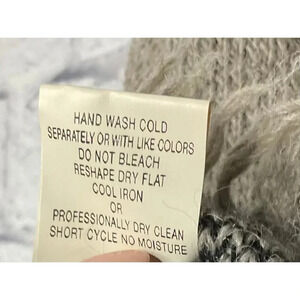 HAND WASH COLD
SEPARATELY OR WITH LIKE COLORS
DO NOT BLEACH
RESHAPE DRY FLAT
COOL IRON
OR
PROFESSIONALLY DRY CLEAN
SHORT CYCLE NO MOISTURE